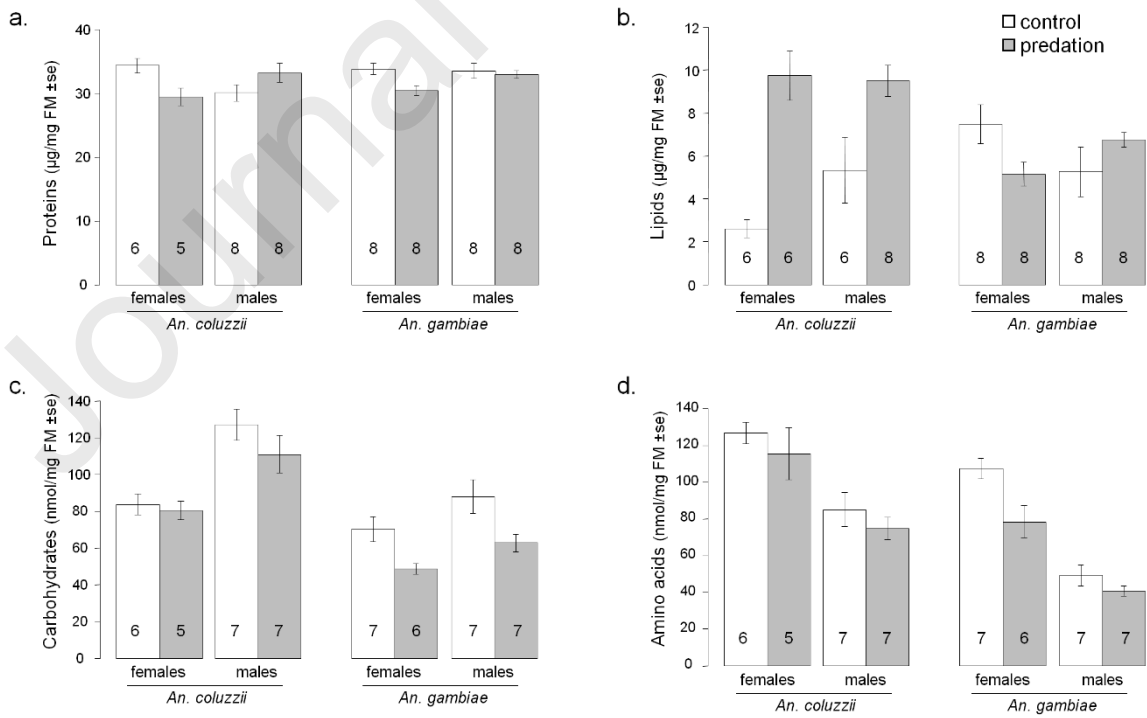 a.
Proteins (µg/mg FM ±se)
40
30
20
10
0
6 5 8 8 8 8 8 8
females males females males
An. coluzzii An. gambiae
b.
control
predation
Lipids (µg/mg FM ±se)
12
10
8
6
4
2
0
6 6 6 8 8 8 8 8
females males females males
An. coluzzii An. gambiae
c.
Carbohydrates (nmol/mg FM ±se)
140
120
100
80
60
40
20
0
6 5 7 7 7 6 7 7
females males females males
An. coluzzii An. gambiae
d.
Amino acids (nmol/mg FM ±se)
140
120
100
80
60
40
20
0
6 5 7 7 7 6 7 7
females males females males
An. coluzzii An. gambiae
Journal